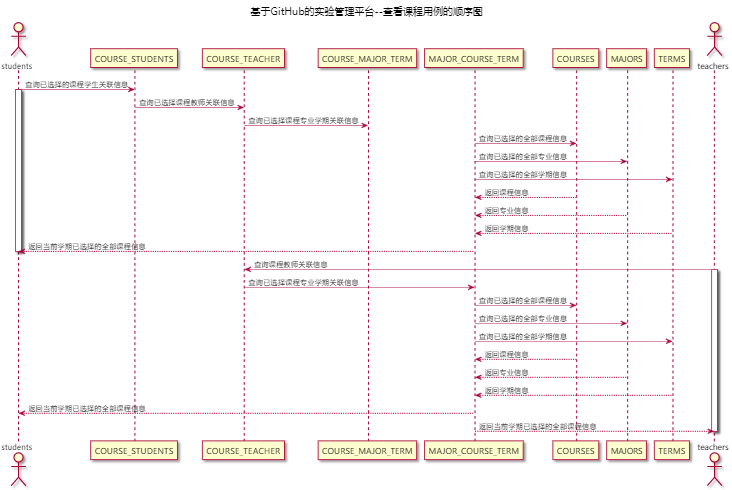 基于GitHub的实验管理平台--查看课程用例的顺序图
students
COURSE_STUDENTS
COURSE_TEACHER
COURSE_MAJOR_TERM
MAJOR_COURSE_TERM
COURSES
MAJORS
TERMS
teachers
查询已选择的课程学生关联信息
查询已选择课程教师关联信息
查询已选择课程专业学期关联信息
查询已选择的全部课程信息
查询已选择的全部专业信息
查询已选择的全部学期信息
返回课程信息
返回专业信息
返回学期信息
返回当前学期已选择的全部课程信息
查询课程教师关联信息
查询已选择课程专业学期关联信息
查询已选择的全部课程信息
查询已选择的全部专业信息
查询已选择的全部学期信息
返回课程信息
返回专业信息
返回学期信息
返回当前学期已选择的全部课程信息
返回当前学期已选择的全部课程信息
students
COURSE_STUDENTS
COURSE_TEACHER
COURSE_MAJOR_TERM
MAJOR_COURSE_TERM
COURSES
MAJORS
TERMS
teachers